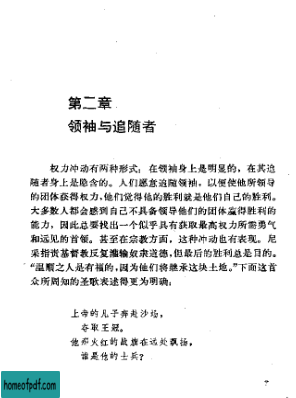 第二章
领袖与追随者
权力冲动有两种形式：在领袖身上是明显的，在其追
随者身上是隐含的。人们愿意追随领袖，以便使他所领导
的团体获得权力，他们觉得他的胜利就是他们自己的胜利。
大多数人都会感到自己不具备领导他们的团体赢得胜利的
能力，因此总要找出一个似乎具有获取最高权力所需勇气
和远见的首领。甚至在宗教方面，这种冲动也有表现。尼
采指责基督教反复灌输奴隶道德，但最后的胜利总是目的。
“温顺之人是有福的，因为他们将继承这块土地。”下面这首
众所周知的圣歌表述得更为明确：
上帝的儿子奔赴沙场，
夺取王冠。
他那火红的战旗在远处飘扬，
谁是他的士兵？
7
homeofpdf.com
homeofpdf.com